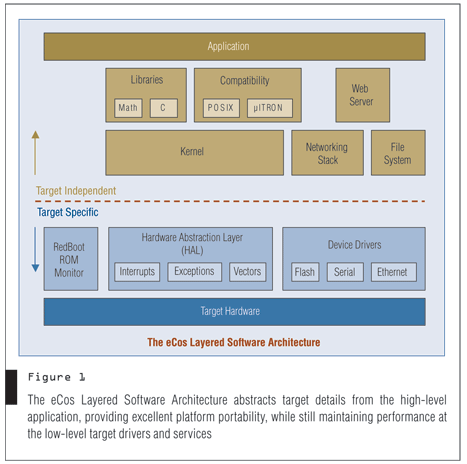 Application
Libraries
Compatibility
Math
C
POSIX
µITRON
Web
Server
Kernel
Networking
Stack
File
System
Target Independent
Target Specific
RedBoot
ROM
Monitor
Hardware Abstraction Layer
(HAL)
Interrupts
Exceptions
Vectors
Device Drivers
Flash
Serial
Ethernet
Target Hardware
The eCos Layered Software Architecture
Figure 1
The eCos Layered Software Architecture abstracts target details from the high-level
application, providing excellent platform portability, while still maintaining performance at
the low-level target drivers and services